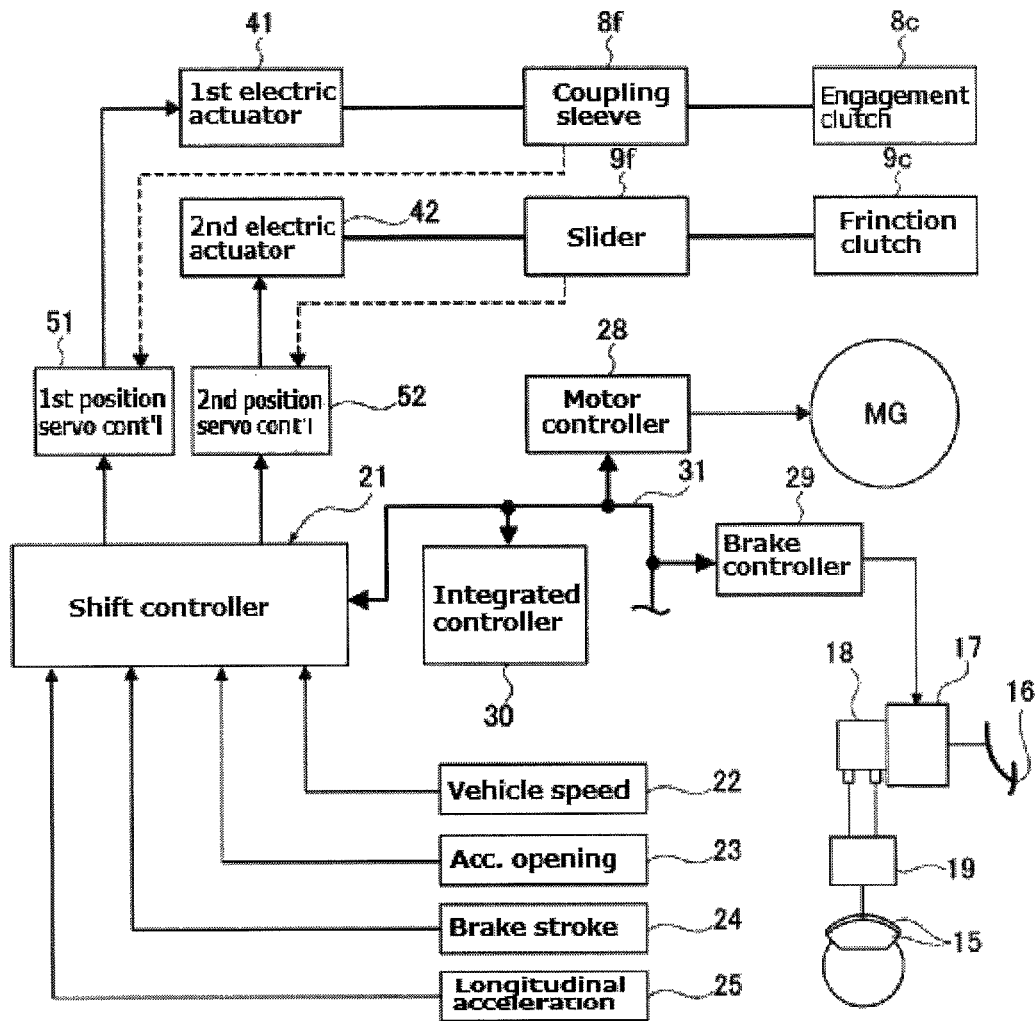 41
8f
8c
1st electric
actuator
Coupling
sleeve
Engagement
clutch
9f
9c
2nd electric
actuator
42
Slider
Frinction
clutch
51
28
1st position
servo cont'l
2nd position
servo cont'l
52
Motor
controller
MG
21
31
29
Shift controller
Integrated
controller
Brake
controller
30
18
17
16
Vehicle speed
22
Acc. opening
23
19
Brake stroke
24
15
Longitudinal
acceleration
25